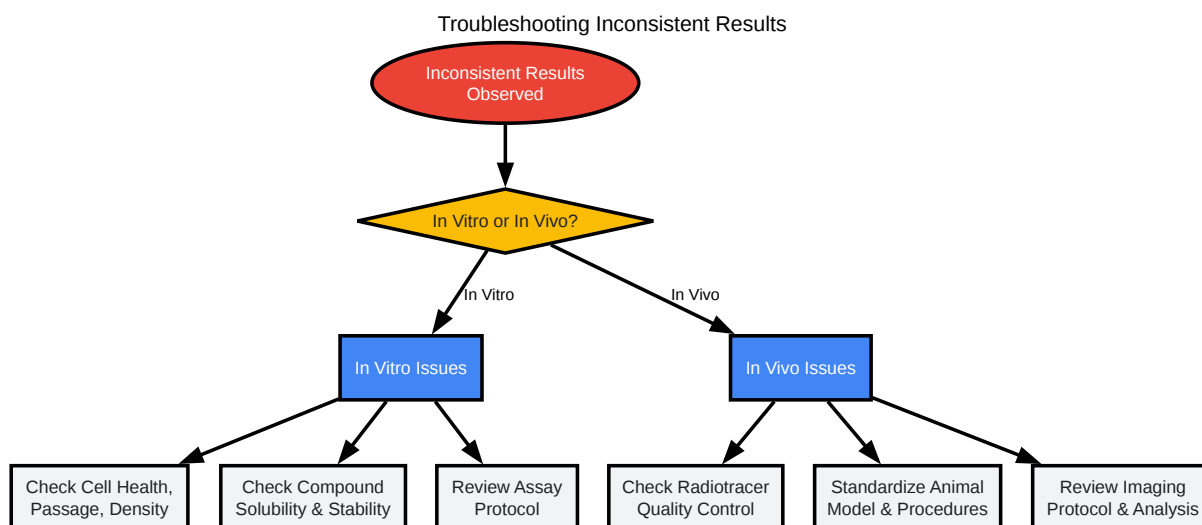 Troubleshooting Inconsistent Results
Inconsistent Results
Observed
In Vitro or In Vivo?
In Vitro
In Vivo
In Vitro Issues
In Vivo Issues
Check Cell Health,
Passage, Density
Check Compound
Solubility & Stability
Review Assay
Protocol
Check Radiotracer
Quality Control
Standardize Animal
Model & Procedures
Review Imaging
Protocol & Analysis